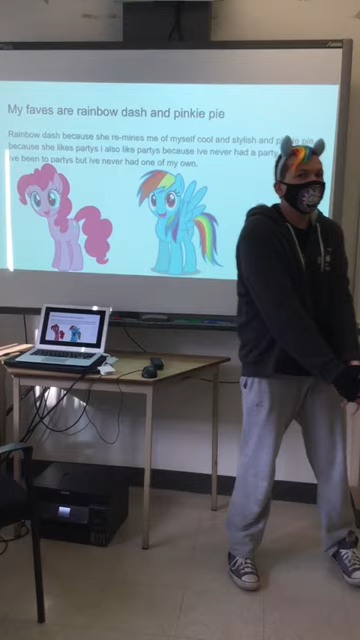 My faves are rainbow dash and pinkie pie
Rainbow dash because she re-mines me of myself cool and stylish and pie
because she likes partys i also like partys because ive never had a party
ive been to partys but ive never had one of my own.